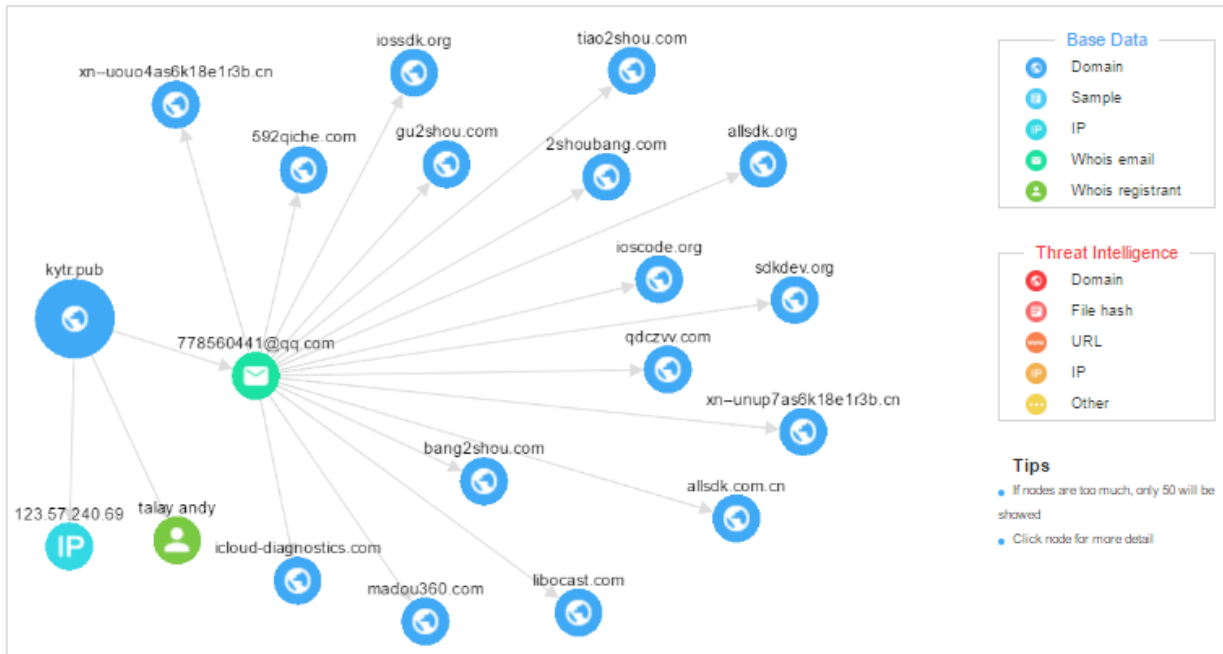 iossdk.org
tiao2shou.com
xn--uouo4as6k18e1r3b.cn
592qiche.com
gu2shou.com
2shoubang.com
allsdk.org
ioscode.org
sdkdev.org
kytr.pub
778560441@qq.com
qdczvv.com
xn--unup7as6k18e1r3b.cn
bang2shou.com
allsdk.com.cn
123.57.240.69
IP
talay andy
icloud-diagnostics.com
madou360.com
libocast.com
Base Data
Domain
Sample
IP
IP
Whois email
Whois registrant
Threat Intelligence
Domain
File hash
www
URL
IP
IP
Other
Tips
If nodes are too much, only 50 will be
showed
Click node for more detail